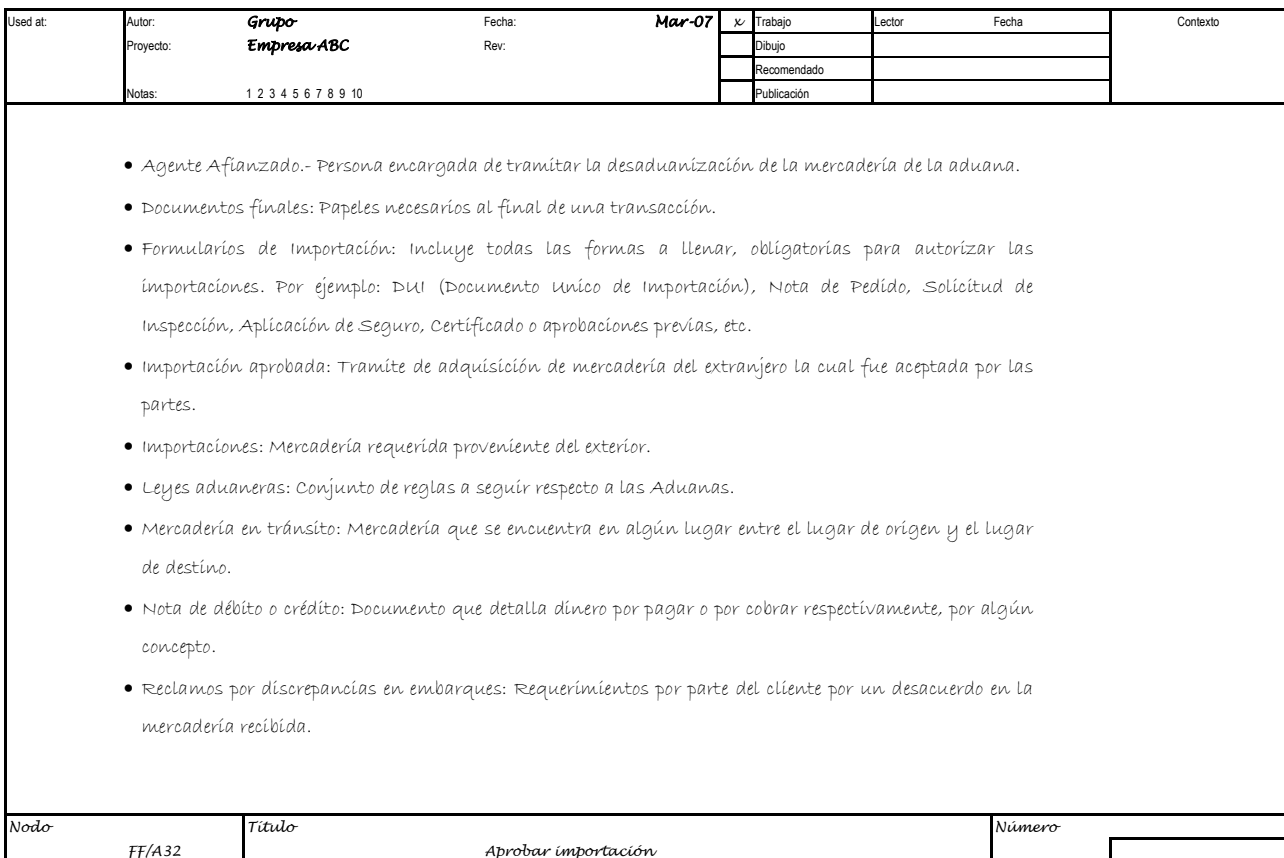 Used at: Autor: Grupo Fecha: Mar-07 x Trabajo Lector Fecha Contexto
Proyecto: Empresa ABC Rev: Dibujo
Recomendado
Notas: 1 2 3 4 5 6 7 8 9 10 Publicación
• Agente Afianzado.- Persona encargada de tramitar la desaduanización de la mercadería de la aduana.
• Documentos finales: Papeles necesarios al final de una transacción.
• Formularios de Importación: Incluye todas las formas a llenar, obligatorias para autorizar las
importaciones. Por ejemplo: DUI (Documento Unico de Importación), Nota de Pedido, Solicitud de
Inspección, Aplicación de Seguro, Certificado o aprobaciones previas, etc.
• Importación aprobada: Tramite de adquisición de mercadería del extranjero la cual fue aceptada por las
partes.
• Importaciones: Mercadería requerida proveniente del exterior.
• Leyes aduaneras: Conjunto de reglas a seguir respecto a las Aduanas.
• Mercadería en tránsito: Mercadería que se encuentra en algún lugar entre el lugar de origen y el lugar
de destino.
• Nota de débito o crédito: Documento que detalla dinero por pagar o por cobrar respectivamente, por algún
concepto.
• Reclamos por discrepancias en embarques: Requerimientos por parte del cliente por un desacuerdo en la
mercadería recibida.
Nodo Título Número
FF/A32 Aprobar importación